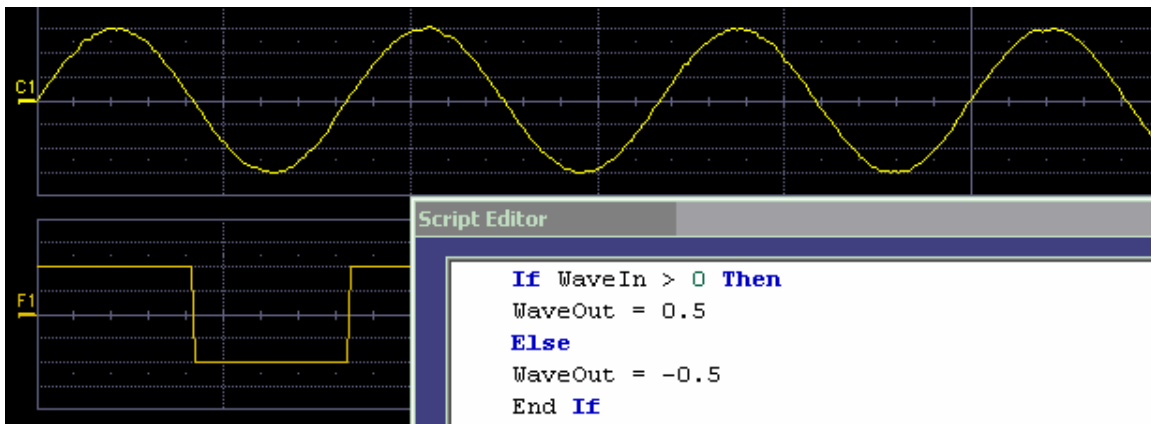 C1
F1
Script Editor
If WaveIn > 0 Then
WaveOut = 0.5
Else
WaveOut = -0.5
End If